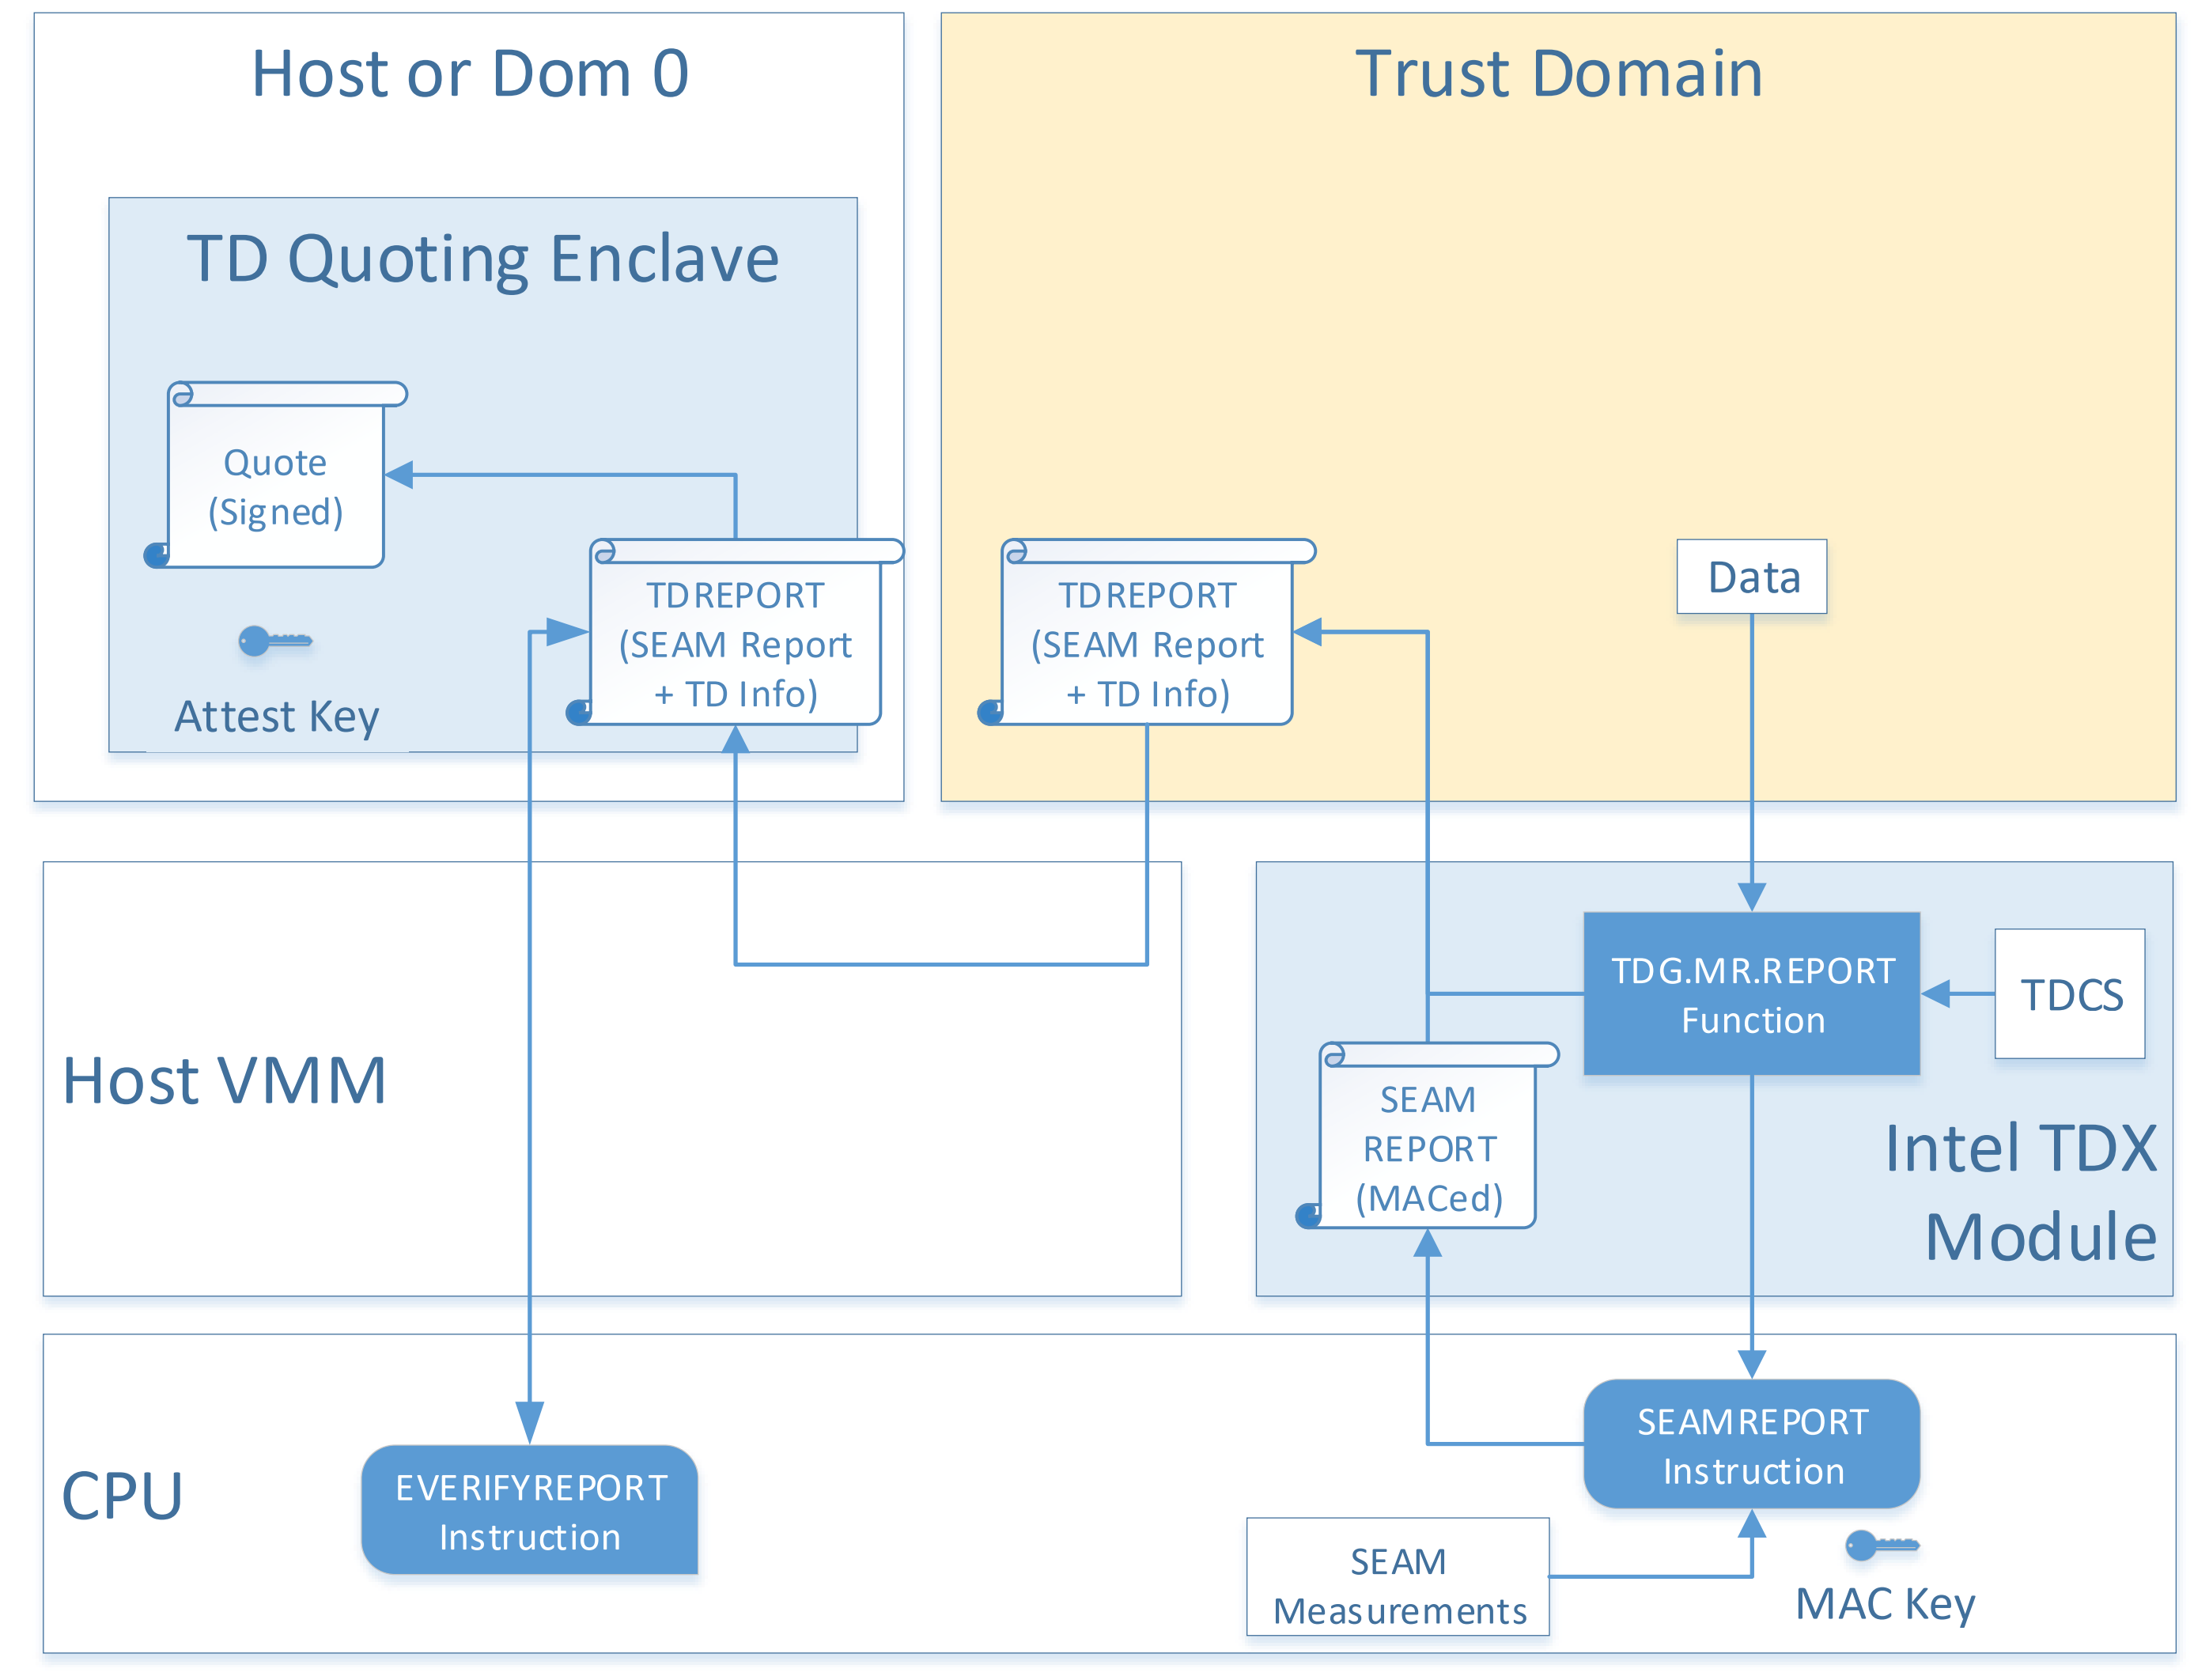 Host or Dom 0
TD Quoting Enclave
Quote
(Signed)
Attest Key
TDREPORT
(SEAM Report
+ TD Info)
Trust Domain
TDREPORT
(SEAM Report
+ TD Info)
Data
Host VMM
TDG.MR.REPORT
Function
TDCS
SEAM
REPORT
(MACed)
Intel TDX
Module
CPU
EVERIFYREPORT
Instruction
SEAMREPORT
Instruction
SEAM
Measurements
MAC Key